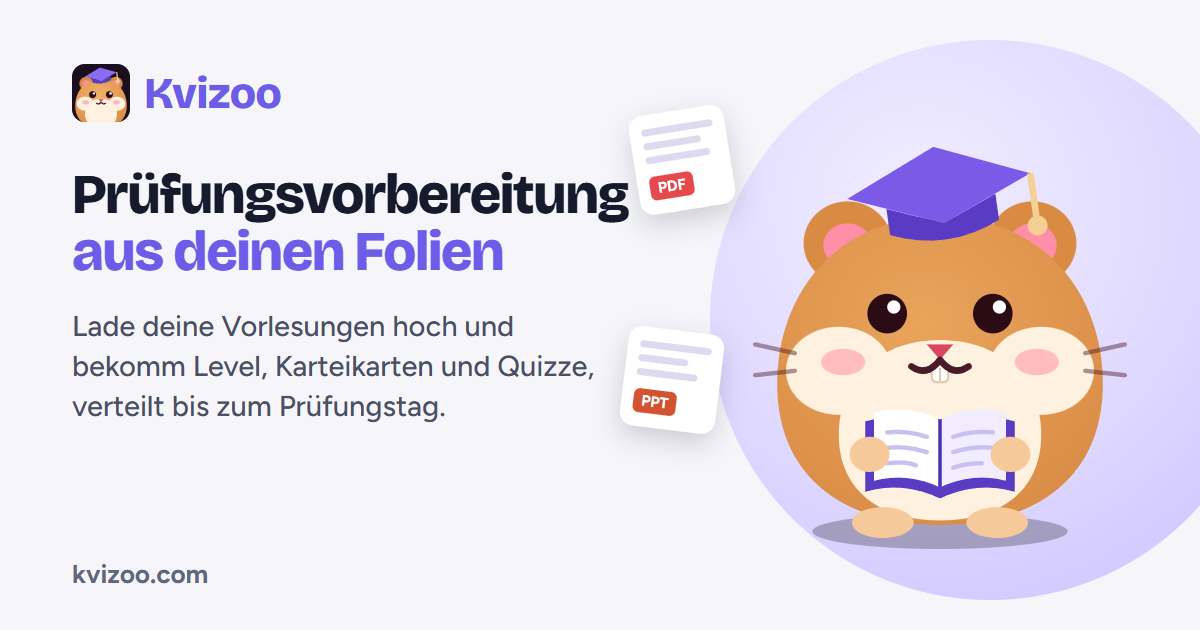 Kvizoo
Prüfungsvorbereitung
aus deinen Folien
Lade deine Vorlesungen hoch und
bekomm Level, Karteikarten und Quizze,
verteilt bis zum Prüfungstag.
PDF
PPT
kvizoo.com